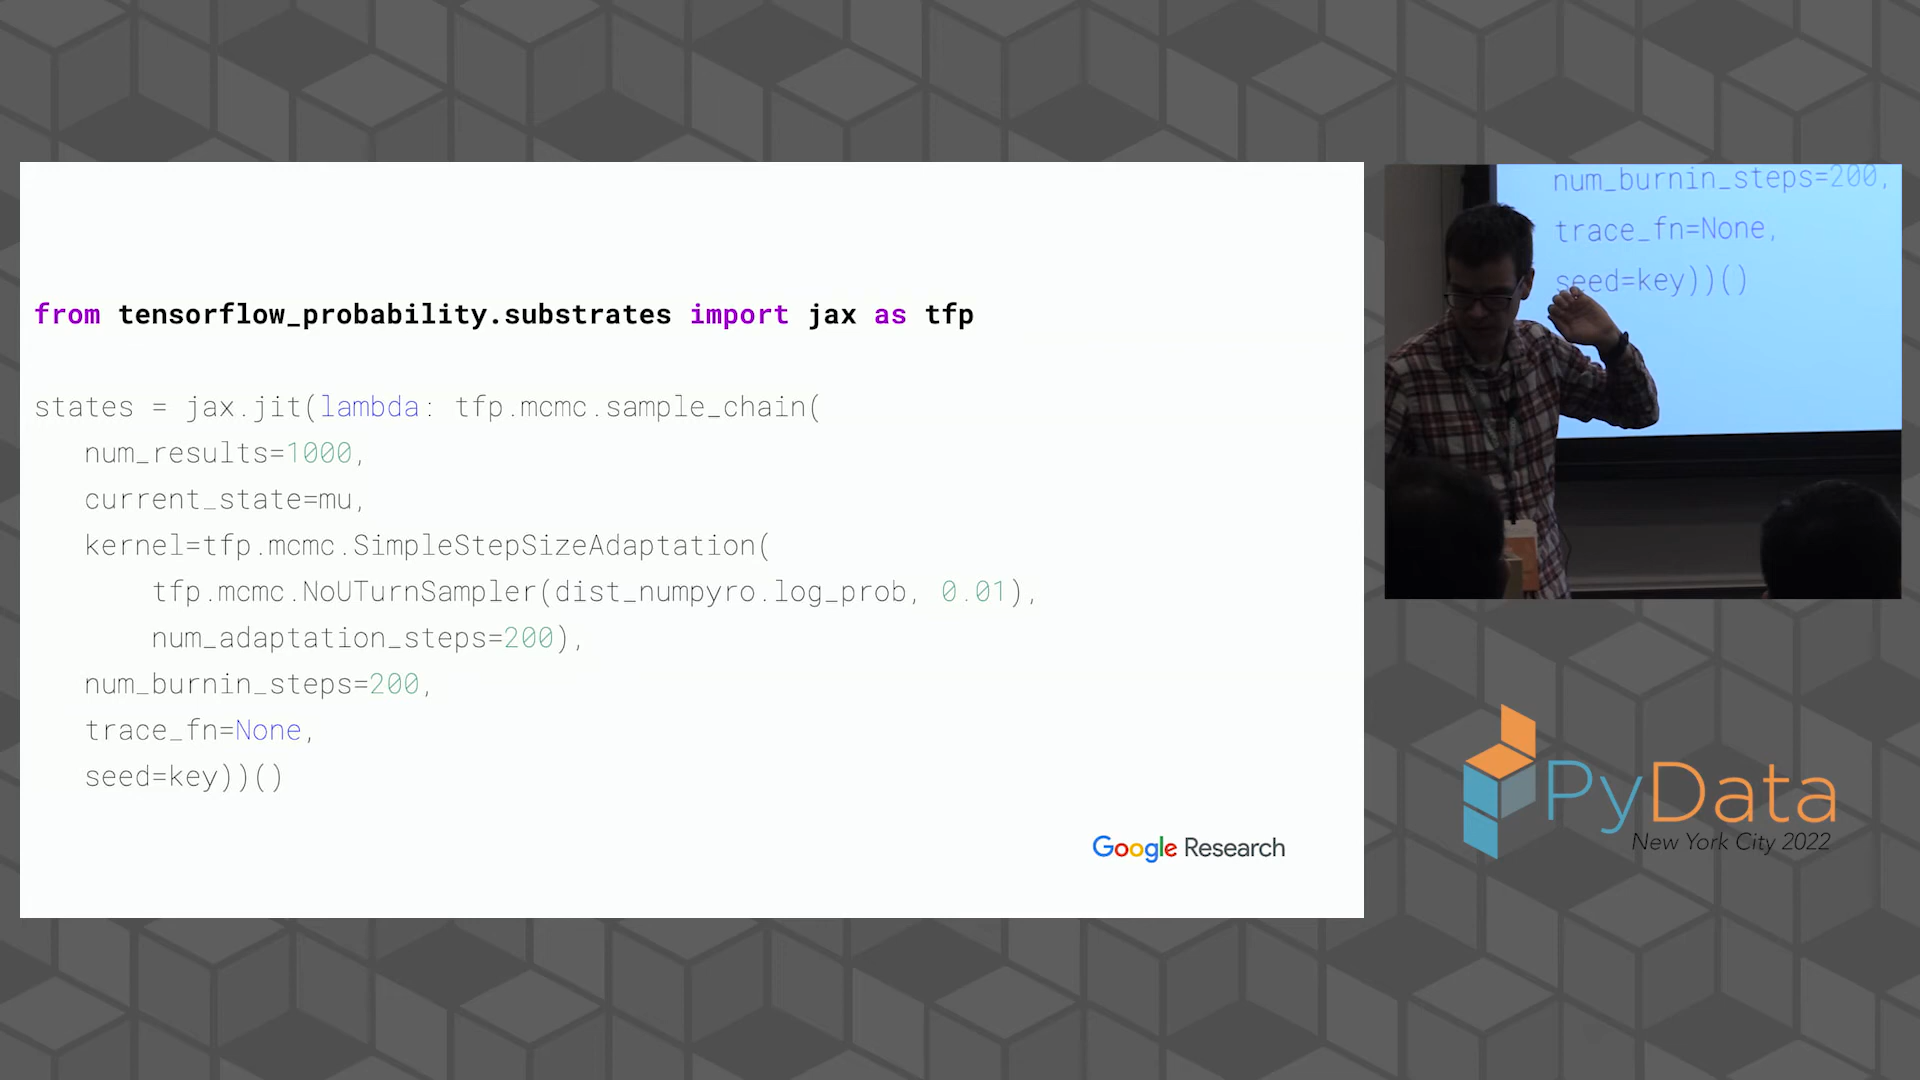 from tensorflow_probability.substrates import jax as tfp
states = jax.jit(lambda: tfp.mcmc.sample_chain(
num_results=1000,
current_state=mu,
kernel=tfp.mcmc.SimpleStepSizeAdaptation(
tfp.mcmc.NoUTurnSampler(dist_numpyro.log_prob, 0.01),
num_adaptation_steps=200),
num_burnin_steps=200,
trace_fn=None,
seed=key))()
Google Research
num_burnin_steps=200,
trace_fn=None,
seed=key))()
PyData
New York City 2022